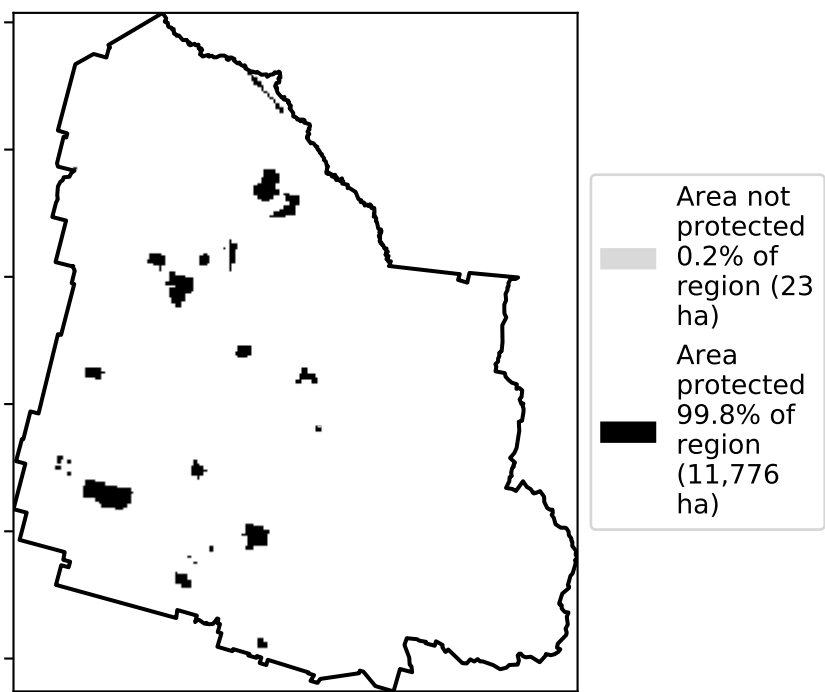 Area not
protected
0.2% of
region (23
ha)
Area
protected
99.8% of
region
(11,776
ha)